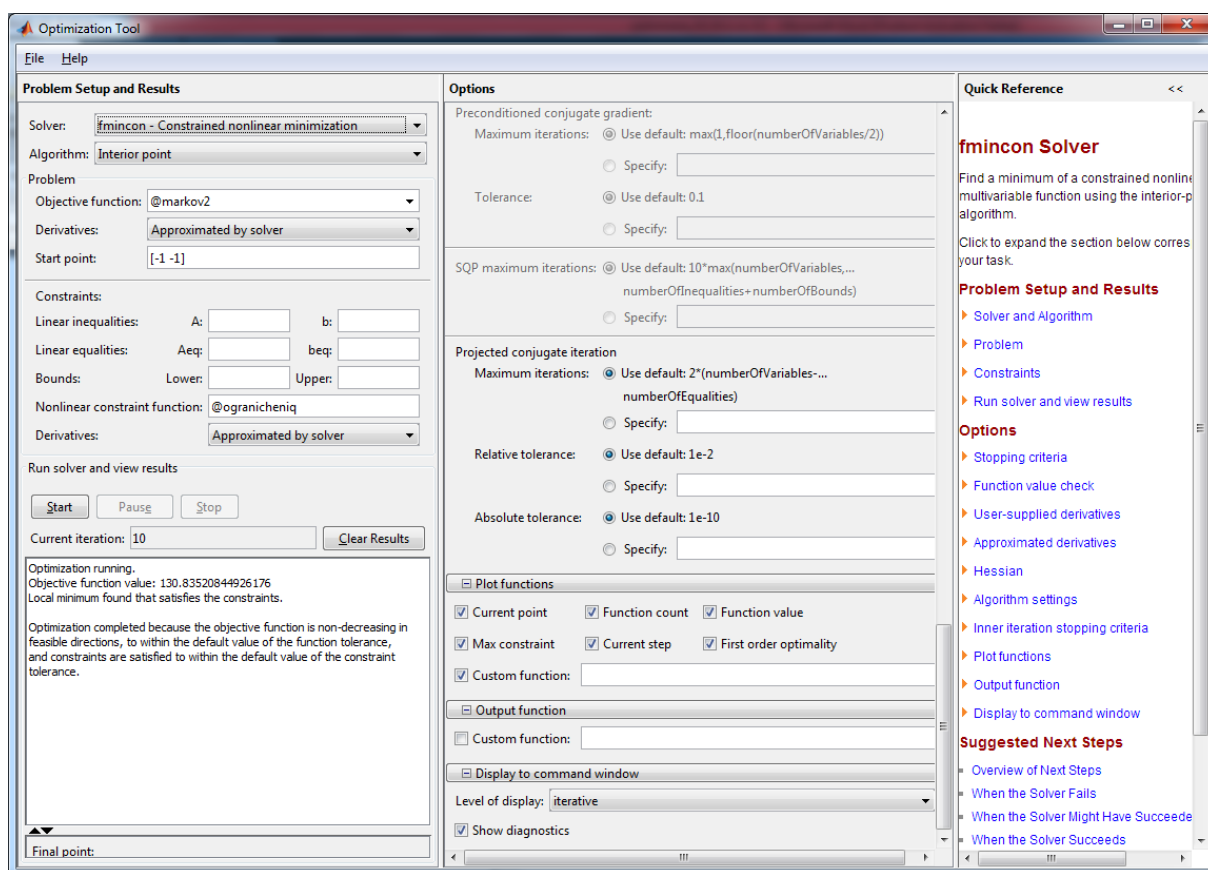 Optimization Tool
File Help
Problem Setup and Results
Solver: fmincon - Constrained nonlinear minimization
Algorithm: Interior point
Problem
Objective function: @markov2
Derivatives: Approximated by solver
Start point: [-1 -1]
Constraints:
Linear inequalities: A: b:
Linear equalities: Aeq: beq:
Bounds: Lower: Upper:
Nonlinear constraint function: @ogranicheniq
Derivatives: Approximated by solver
Run solver and view results
Start Pause Stop
Current iteration: 10 Clear Results
Optimization running.
Objective function value: 130.83520844926176
Local minimum found that satisfies the constraints.
Optimization completed because the objective function is non-decreasing in
feasible directions, to within the default value of the function tolerance,
and constraints are satisfied to within the default value of the constraint
tolerance.
Final point:
Options
Preconditioned conjugate gradient:
Maximum iterations: Use default: max(1,floor(numberOfVariables/2))
Specify:
Tolerance: Use default: 0.1
Specify:
SQP maximum iterations: Use default: 10*max(numberOfVariables,...
numberOfInequalities+numberOfBounds)
Specify:
Projected conjugate iteration
Maximum iterations: Use default: 2*(numberOfVariables-...
numberOfEqualities)
Specify:
Relative tolerance: Use default: 1e-2
Specify:
Absolute tolerance: Use default: 1e-10
Specify:
Plot functions
Current point Function count Function value
Max constraint Current step First order optimality
Custom function:
Output function
Custom function:
Display to command window
Level of display: iterative
Show diagnostics
Quick Reference <<
fmincon Solver
Find a minimum of a constrained nonline
multivariable function using the interior-p
algorithm.
Click to expand the section below corres
your task.
Problem Setup and Results
Solver and Algorithm
Problem
Constraints
Run solver and view results
Options
Stopping criteria
Function value check
User-supplied derivatives
Approximated derivatives
Hessian
Algorithm settings
Inner iteration stopping criteria
Plot functions
Output function
Display to command window
Suggested Next Steps
Overview of Next Steps
When the Solver Fails
When the Solver Might Have Succeede
When the Solver Succeeds